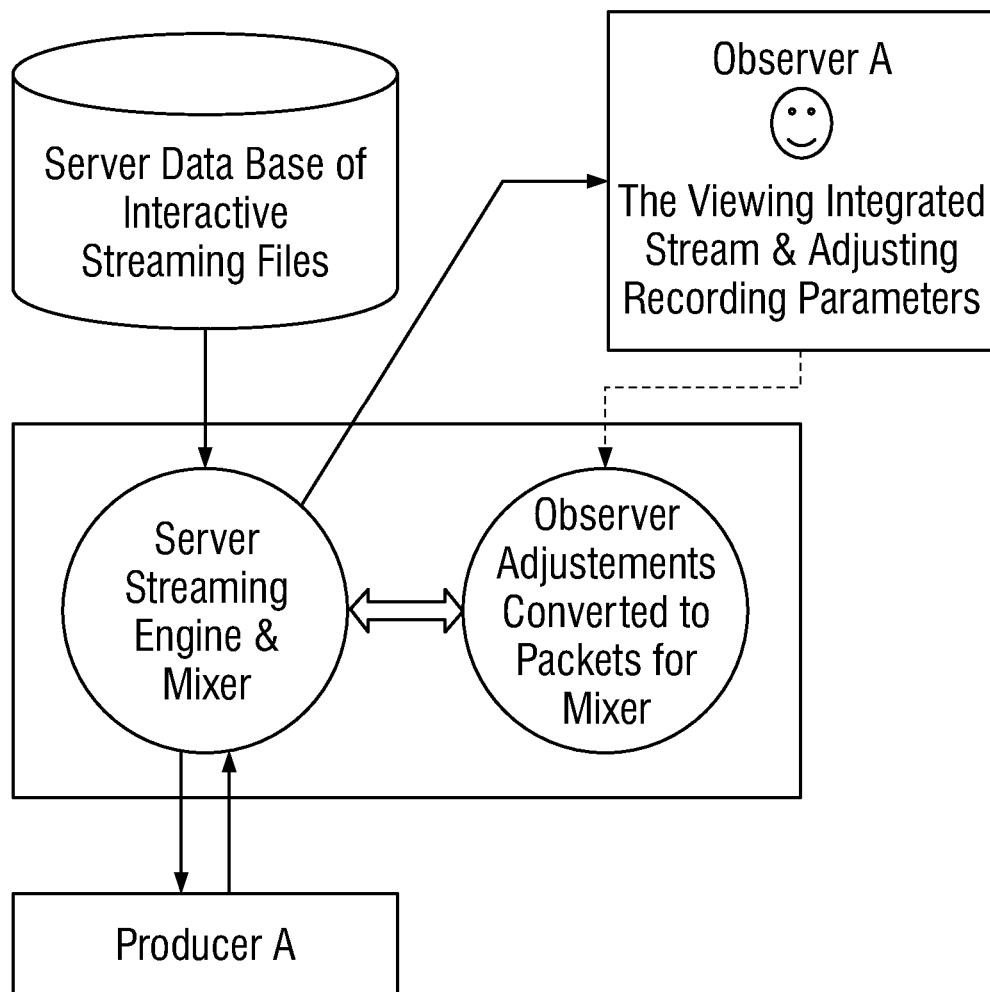 Server Data Base of
Interactive
Streaming Files
Observer A
The Viewing Integrated
Stream & Adjusting
Recording Parameters
Server
Streaming
Engine &
Mixer
Observer
Adjustements
Converted to
Packets for
Mixer
Producer A